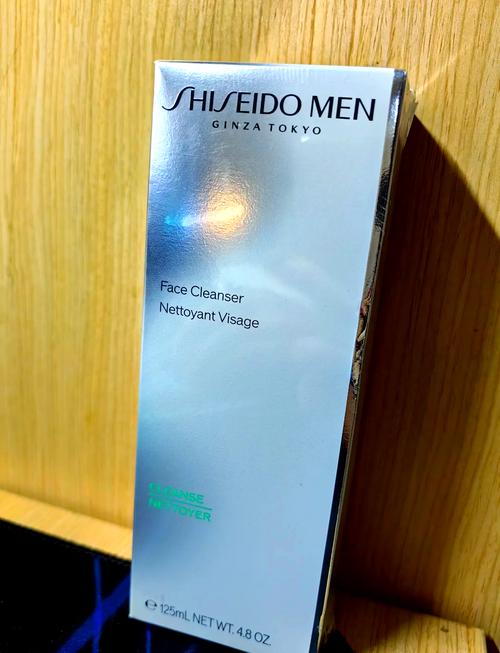 SHISEIDO MEN
GINZA TOKYO
Face Cleanser
Nettoyant Visage
CLEANSE
NETTOYER
℮ 125mL NET WT. 4.8 OZ.